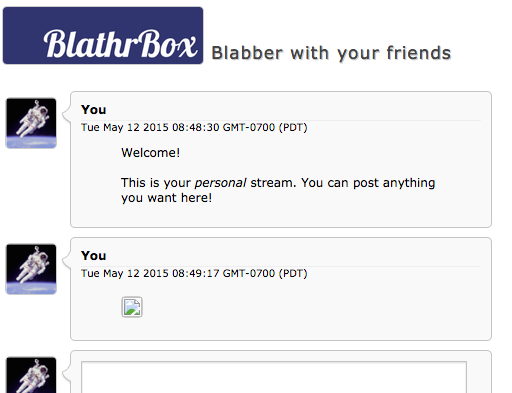 BlathrBox Blabber with your friends
You
Tue May 12 2015 08:48:30 GMT-0700 (PDT)
Welcome!
This is your personal stream. You can post anything
you want here!
You
Tue May 12 2015 08:49:17 GMT-0700 (PDT)